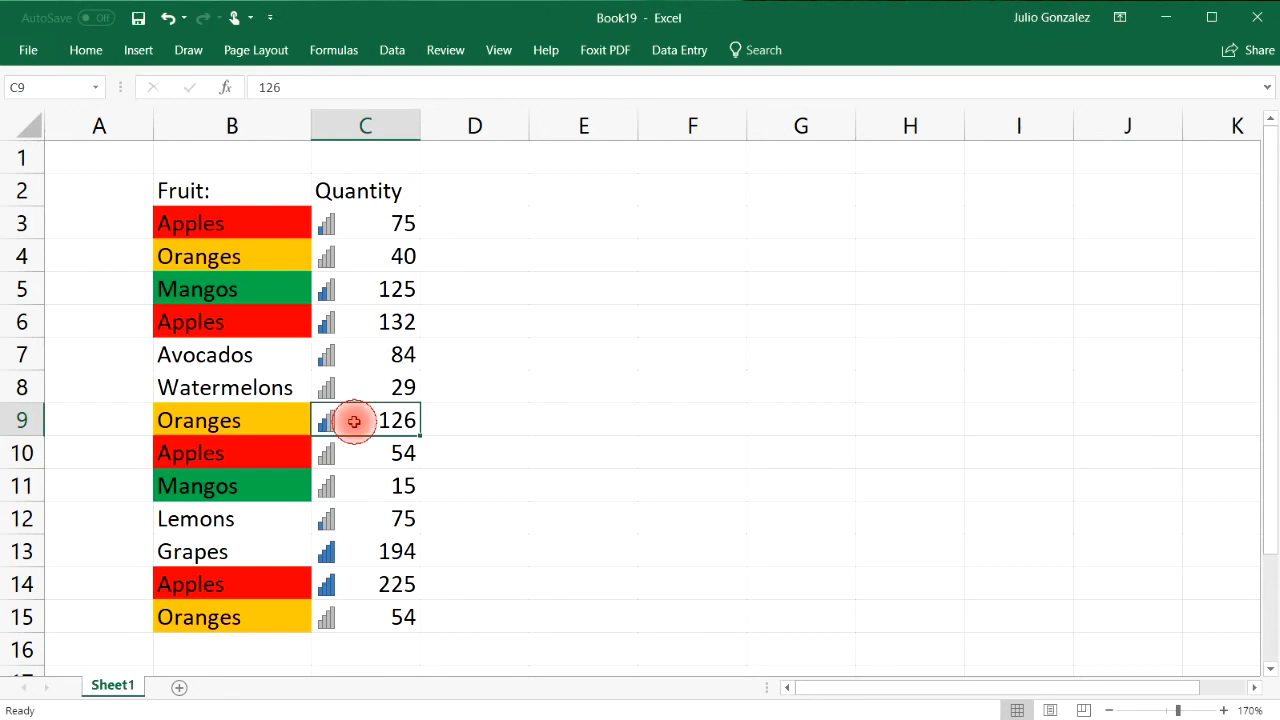 AutoSave Off Book19 - Excel Julio Gonzalez
File Home Insert Draw Page Layout Formulas Data Review View Help Foxit PDF Data Entry Search Share
C9 fx 126
A B C D E F G H I J K
1
2 Fruit: Quantity
3 Apples 75
4 Oranges 40
5 Mangos 125
6 Apples 132
7 Avocados 84
8 Watermelons 29
9 Oranges 126
10 Apples 54
11 Mangos 15
12 Lemons 75
13 Grapes 194
14 Apples 225
15 Oranges 54
16
Sheet1
Ready 170%